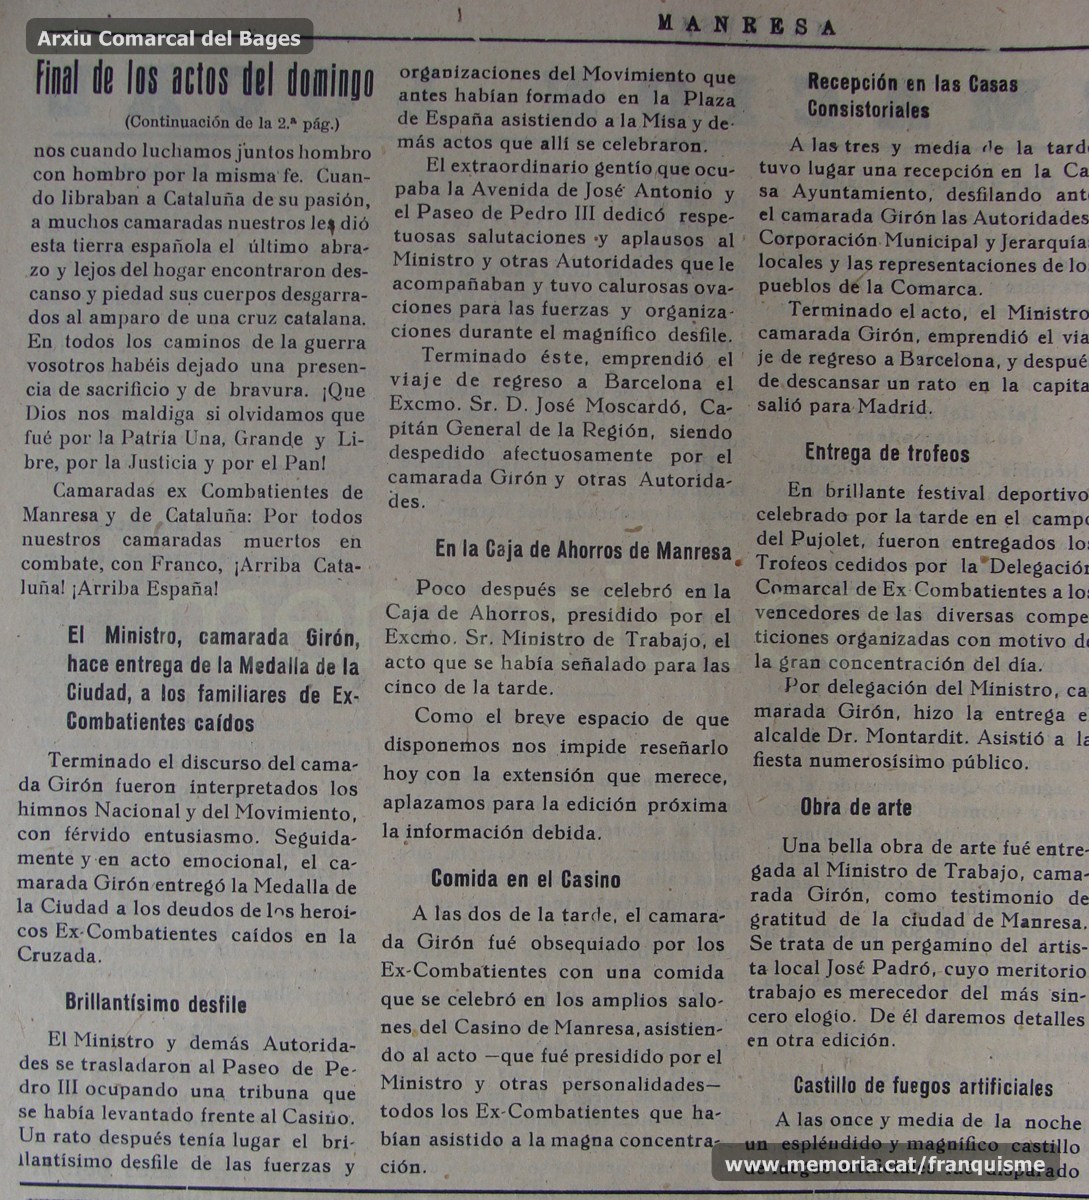 Arxiu Comarcal del Bages
MANRESA
Final de los actos del domingo
(Continuación de la 2.ª pág.)
nos cuando luchamos juntos hombro
con hombro por la misma fe. Cuan-
do libraban a Cataluña de su pasión,
a muchos camaradas nuestros les dió
esta tierra española el último abra-
zo y lejos del hogar encontraron des-
canso y piedad sus cuerpos desgarra-
dos al amparo de una cruz catalana.
En todos los caminos de la guerra
vosotros habéis dejado una presen-
cia de sacrificio y de bravura. ¡Que
Dios nos maldiga si olvidamos que
fué por la Patria Una, Grande y Li-
bre, por la Justicia y por el Pan!
Camaradas ex Combatientes de
Manresa y de Cataluña: Por todos
nuestros camaradas muertos en
combate, con Franco, ¡Arriba Cata-
luña! ¡Arriba España!
El Ministro, camarada Girón,
hace entrega de la Medalla de la
Ciudad, a los familiares de Ex-
Combatientes caídos
Terminado el discurso del cama-
da Girón fueron interpretados los
himnos Nacional y del Movimiento,
con férvido entusiasmo. Seguida-
mente y en acto emocional, el ca-
marada Girón entregó la Medalla de
la Ciudad a los deudos de los heroi-
cos Ex-Combatientes caídos en la
Cruzada.
Brillantísimo desfile
El Ministro y demás Autorida-
des se trasladaron al Paseo de Pe-
dro III ocupando una tribuna que
se había levantado frente al Casino.
Un rato después tenía lugar el bri-
llantísimo desfile de las fuerzas y
organizaciones del Movimiento que
antes habían formado en la Plaza
de España asistiendo a la Misa y de-
más actos que allí se celebraron.
El extraordinario gentío que ocu-
paba la Avenida de José Antonio y
el Paseo de Pedro III dedicó respe-
tuosas salutaciones y aplausos al
Ministro y otras Autoridades que le
acompañaban y tuvo calurosas ova-
ciones para las fuerzas y organiza-
ciones durante el magnífico desfile.
Terminado éste, emprendió el
viaje de regreso a Barcelona el
Excmo. Sr. D. José Moscardó, Ca-
pitán General de la Región, siendo
despedido afectuosamente por el
camarada Girón y otras Autorida-
des.
En la Caja de Ahorros de Manresa
Poco después se celebró en la
Caja de Ahorros, presidido por el
Excmo. Sr. Ministro de Trabajo, el
acto que se había señalado para las
cinco de la tarde.
Como el breve espacio de que
disponemos nos impide reseñarlo
hoy con la extensión que merece,
aplazamos para la edición próxima
la información debida.
Comida en el Casino
A las dos de la tarde, el camara-
da Girón fué obsequiado por los
Ex-Combatientes con una comida
que se celebró en los amplios salo-
nes del Casino de Manresa, asistien-
do al acto —que fué presidido por el
Ministro y otras personalidades—
todos los Ex-Combatientes que ha-
bían asistido a la magna concentra-
ción.
Recepción en las Casas
Consistoriales
A las tres y media de la tarde
tuvo lugar una recepción en la Ca
sa Ayuntamiento, desfilando ante
el camarada Girón las Autoridades
Corporación Municipal y Jerarquía
locales y las representaciones de lo
pueblos de la Comarca.
Terminado el acto, el Ministro
camarada Girón, emprendió el via
je de regreso a Barcelona, y despué
de descansar un rato en la capita
salió para Madrid.
Entrega de trofeos
En brillante festival deportivo
celebrado por la tarde en el campo
del Pujolet, fueron entregados los
Trofeos cedidos por la Delegación
Comarcal de Ex Combatientes a los
vencedores de las diversas compe
ticiones organizadas con motivo de
la gran concentración del día.
Por delegación del Ministro, ca
marada Girón, hizo la entrega e
alcalde Dr. Montardit. Asistió a la
fiesta numerosísimo público.
Obra de arte
Una bella obra de arte fué entre-
gada al Ministro de Trabajo, cama-
rada Girón, como testimonio de
gratitud de la ciudad de Manresa.
Se trata de un pergamino del artis-
ta local José Padró, cuyo meritorio
trabajo es merecedor del más sin-
cero elogio. De él daremos detalles
en otra edición.
Castillo de fuegos artificiales
A las once y media de la noche
un espléndido y magnífico castillo
disparado
www.memoria.cat/franquisme